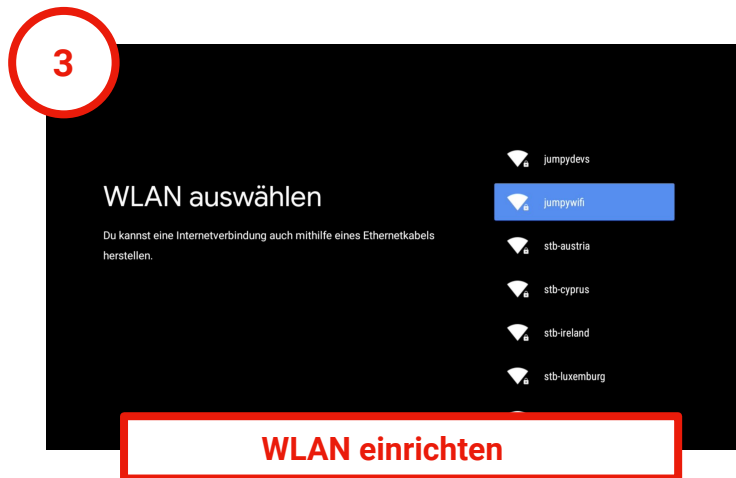 3
WLAN auswählen
Du kannst eine Internetverbindung auch mithilfe eines Ethernetkabels
herstellen.
jumpydevs
jumpywifi
stb-austria
stb-cyprus
stb-ireland
stb-luxemburg
WLAN einrichten